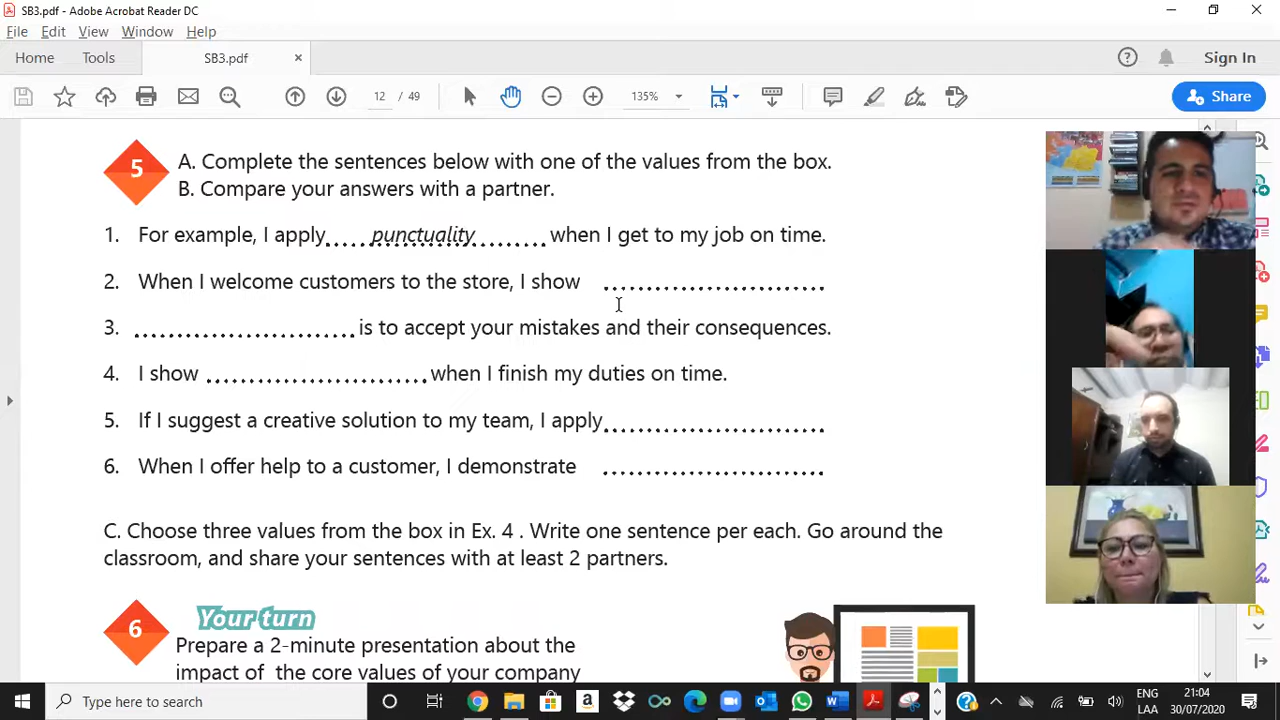 SB3.pdf - Adobe Acrobat Reader DC
File Edit View Window Help
Home Tools SB3.pdf × Sign In
12 / 49 135% Share
5
A. Complete the sentences below with one of the values from the box.
B. Compare your answers with a partner.
1. For example, I apply.....punctuality.......when I get to my job on time.
2. When I welcome customers to the store, I show ........................
3. ........................ is to accept your mistakes and their consequences.
4. I show ........................ when I finish my duties on time.
5. If I suggest a creative solution to my team, I apply........................
6. When I offer help to a customer, I demonstrate ........................
C. Choose three values from the box in Ex. 4 . Write one sentence per each. Go around the
classroom, and share your sentences with at least 2 partners.
6
Your turn
Prepare a 2-minute presentation about the
impact of the core values of your company
Type here to search
ENG 21:04
LAA 30/07/2020